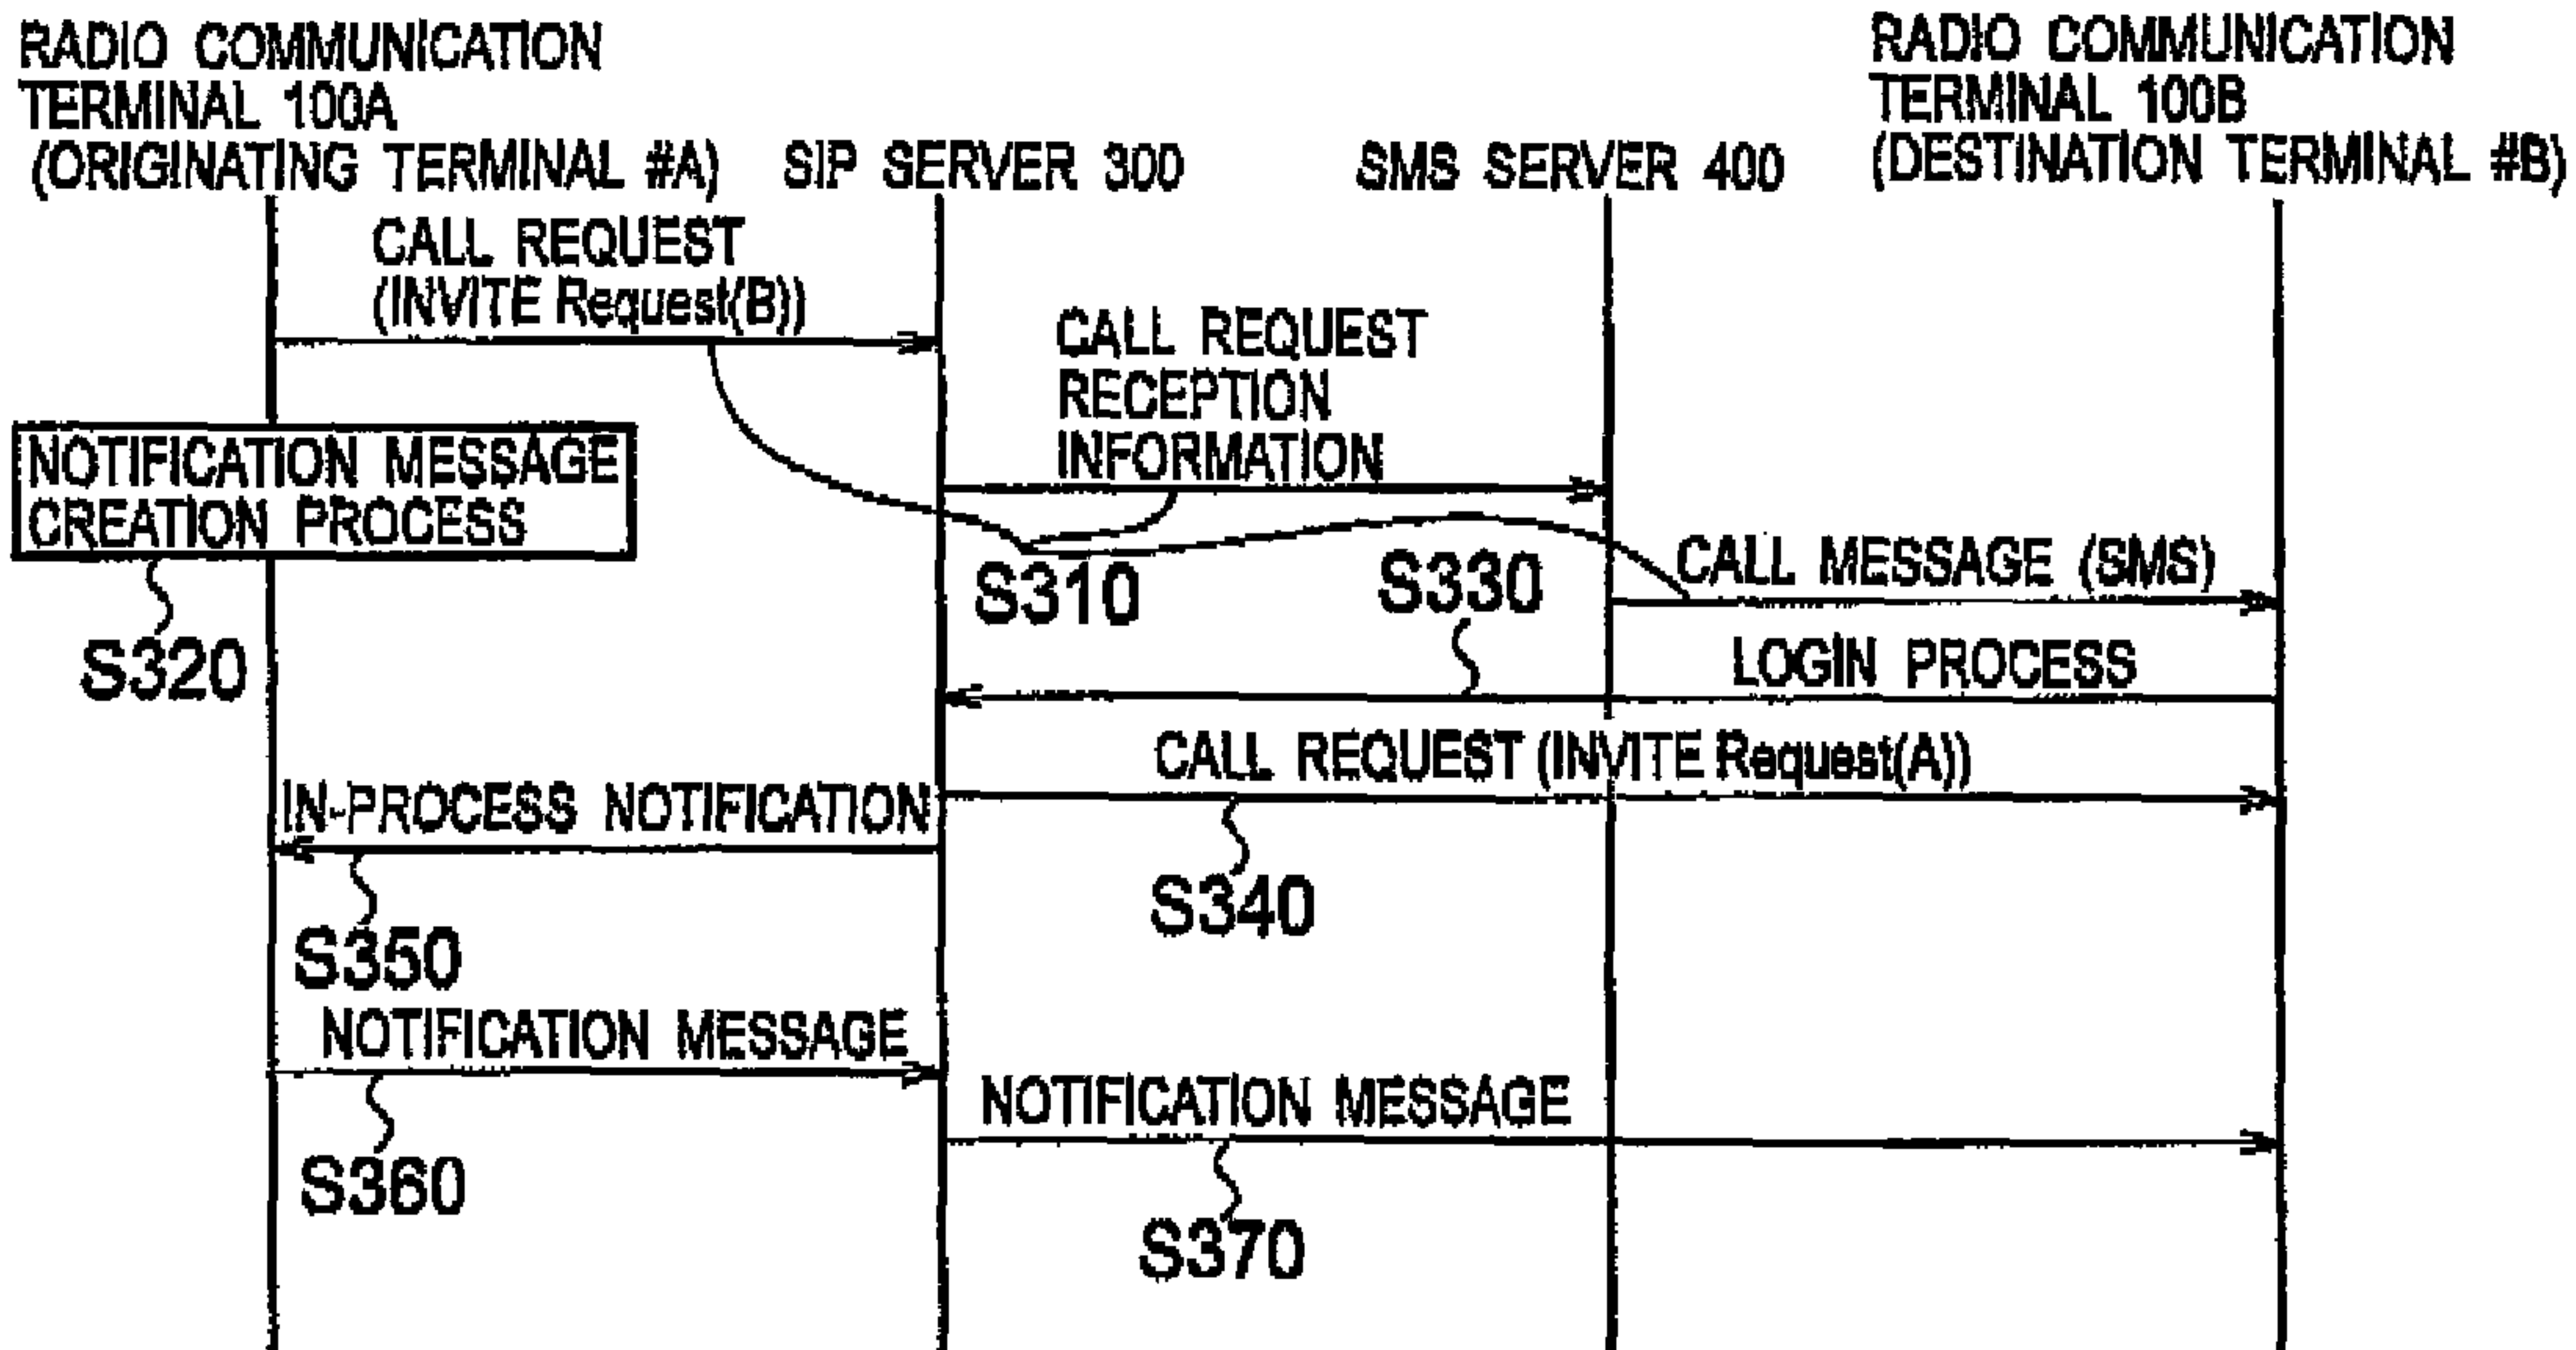 RADIO COMMUNICATION
TERMINAL 100A
(ORIGINATING TERMINAL #A)
SIP SERVER 300
SMS SERVER 400
RADIO COMMUNICATION
TERMINAL 100B
(DESTINATION TERMINAL #B)
CALL REQUEST
(INVITE Request(B))
CALL REQUEST
RECEPTION
INFORMATION
NOTIFICATION MESSAGE
CREATION PROCESS
S310
S330
CALL MESSAGE (SMS)
S320
LOGIN PROCESS
CALL REQUEST (INVITE Request(A))
IN-PROCESS NOTIFICATION
S340
S350
NOTIFICATION MESSAGE
NOTIFICATION MESSAGE
S360
S370